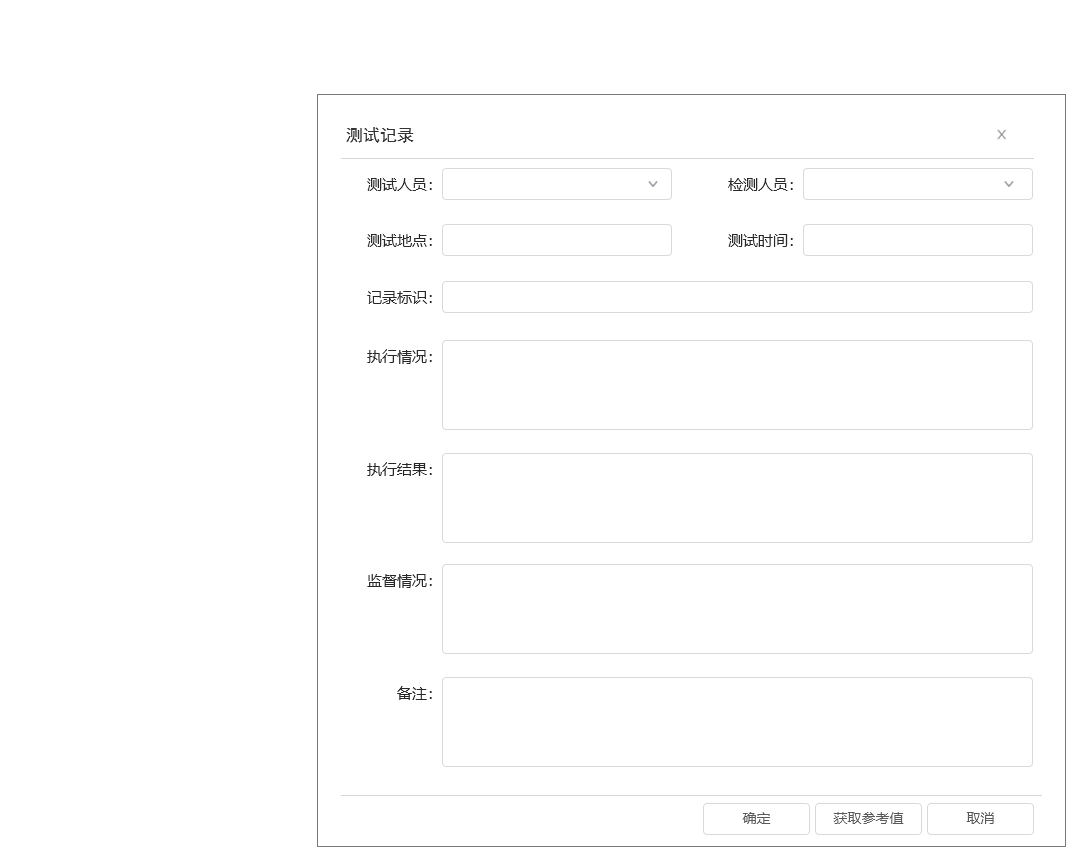 测试记录
测试人员: 检测人员:
测试地点: 测试时间:
记录标识:
执行情况:
执行结果:
监督情况:
备注:
确定 获取参考值 取消